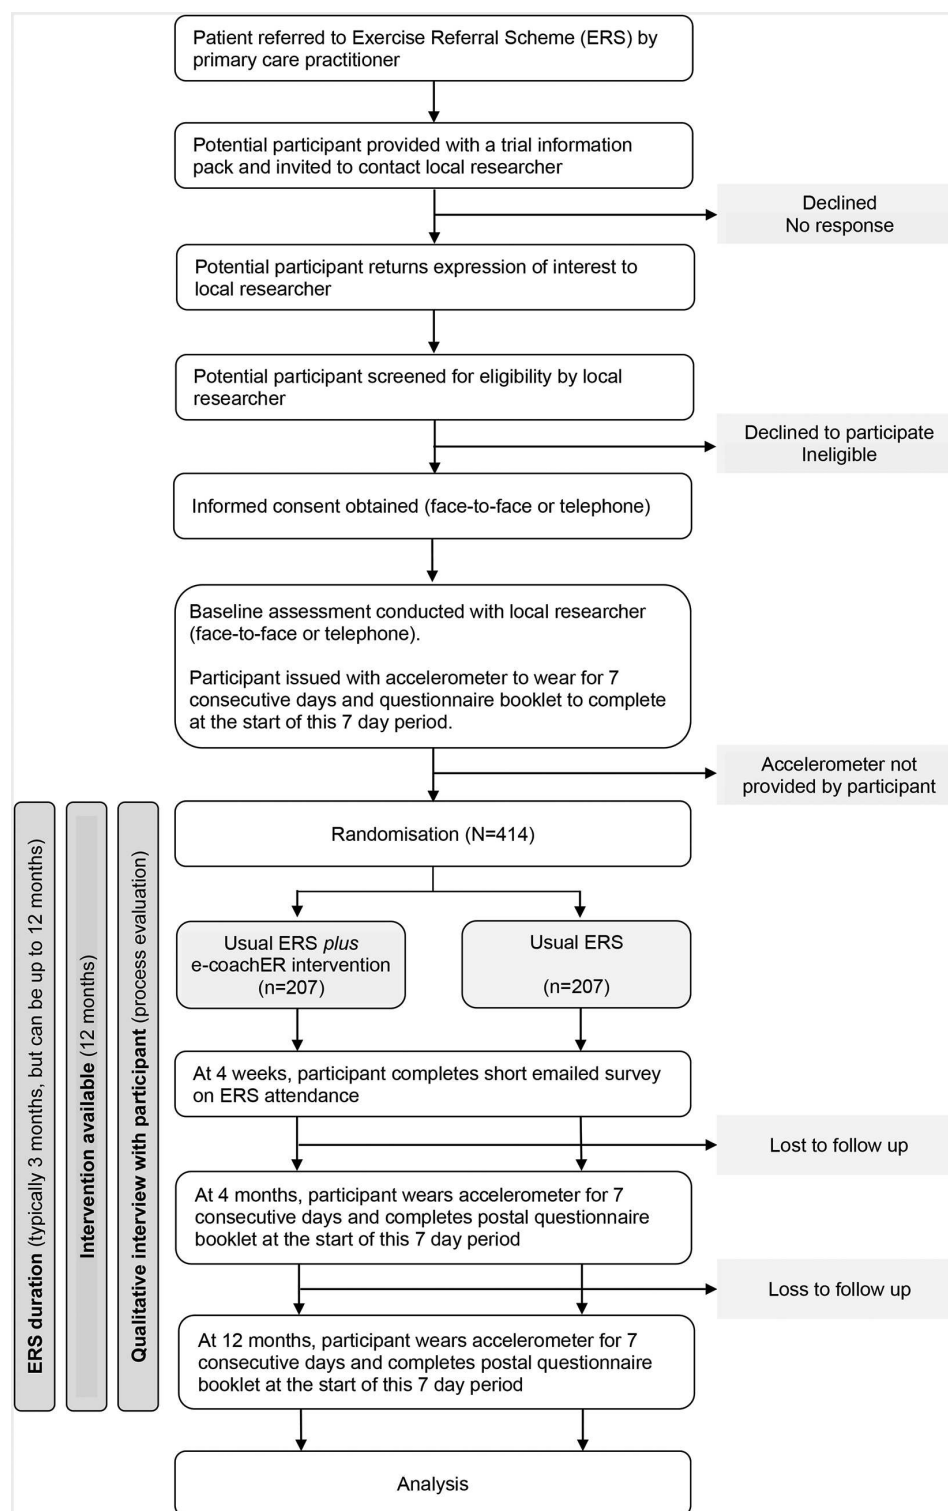 Patient referred to Exercise Referral Scheme (ERS) by
primary care practitioner
Potential participant provided with a trial information
pack and invited to contact local researcher
Declined
No response
Potential participant returns expression of interest to
local researcher
Potential participant screened for eligibility by local
researcher
Declined to participate
Ineligible
Informed consent obtained (face-to-face or telephone)
Baseline assessment conducted with local researcher
(face-to-face or telephone).
Participant issued with accelerometer to wear for 7
consecutive days and questionnaire booklet to complete
at the start of this 7 day period.
Accelerometer not
provided by participant
ERS duration (typically 3 months, but can be up to 12 months)
Intervention available (12 months)
Qualitative interview with participant (process evaluation)
Randomisation (N=414)
Usual ERS plus
e-coachER intervention
(n=207)
Usual ERS
(n=207)
At 4 weeks, participant completes short emailed survey
on ERS attendance
Lost to follow up
At 4 months, participant wears accelerometer for 7
consecutive days and completes postal questionnaire
booklet at the start of this 7 day period
Loss to follow up
At 12 months, participant wears accelerometer for 7
consecutive days and completes postal questionnaire
booklet at the start of this 7 day period
Analysis